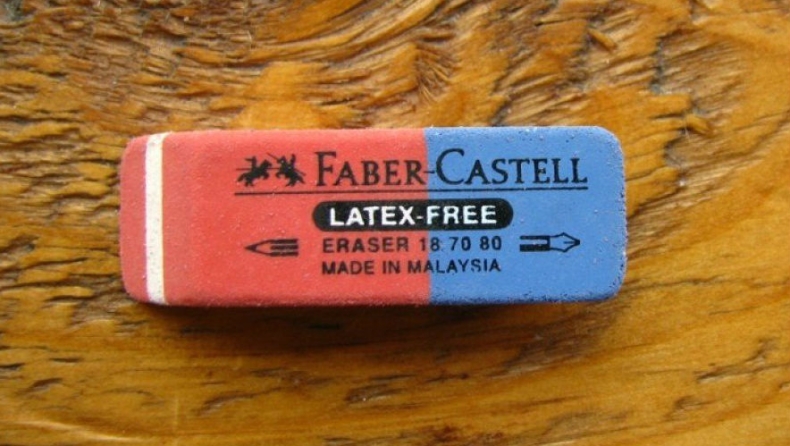 FABER-CASTELL
LATEX-FREE
ERASER 18 70 80
MADE IN MALAYSIA